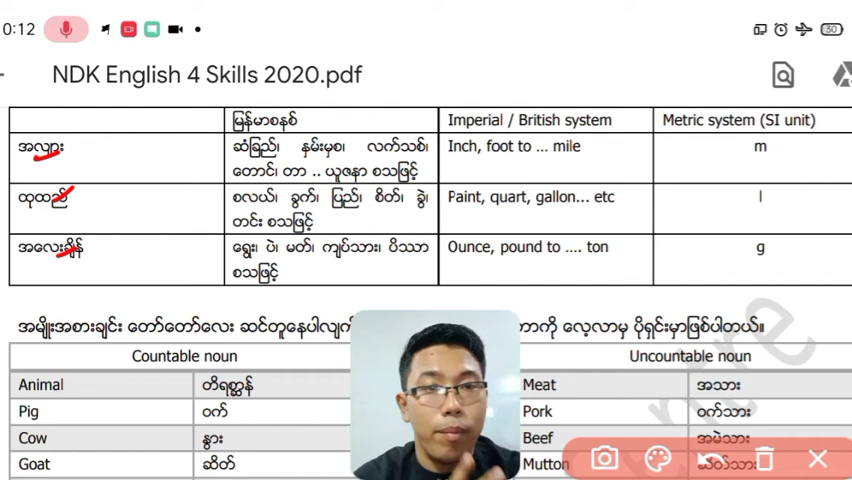 0:12
30
NDK English 4 Skills 2020.pdf
မြန်မာစနစ် Imperial / British system Metric system (SI unit)
အလျား ဆံခြည်၊ နှမ်းမှစ၊ လက်သစ်၊ Inch, foot to ... mile m
တောင်၊ တာ .. ယူဇနာ စသဖြင့်
ထုထည် စလယ်၊ ခွက်၊ ပြည်၊ စိတ်၊ ခွဲ၊ Paint, quart, gallon... etc l
တင်း စသဖြင့်
အလေးချိန် ရွေး၊ ပဲ၊ မတ်၊ ကျပ်သား၊ ပိဿာ Ounce, pound to .... ton g
စသဖြင့်
အမျိုးအစားချင်း တော်တော်လေး ဆင်တူနေပါလျက် ကို လေ့လာမှ ပိုရှင်းမှာဖြစ်ပါတယ်။
Countable noun Uncountable noun
Animal တိရစ္ဆာန် Meat အသား
Pig ဝက် Pork ဝက်သား
Cow နွား Beef အမဲသား
Goat ဆိတ် Mutton ဆိတ်သား